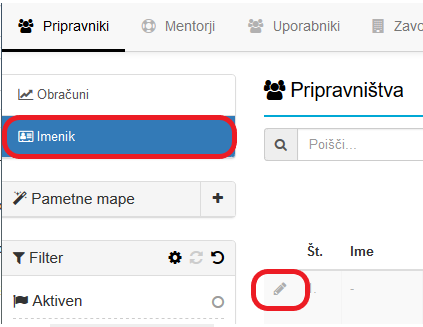 Pripravniki Mentorji Uporabniki
Obračuni
Imenik
Pripravništva
Poišči...
Pametne mape
Filter
Št. Ime
Aktiven
-